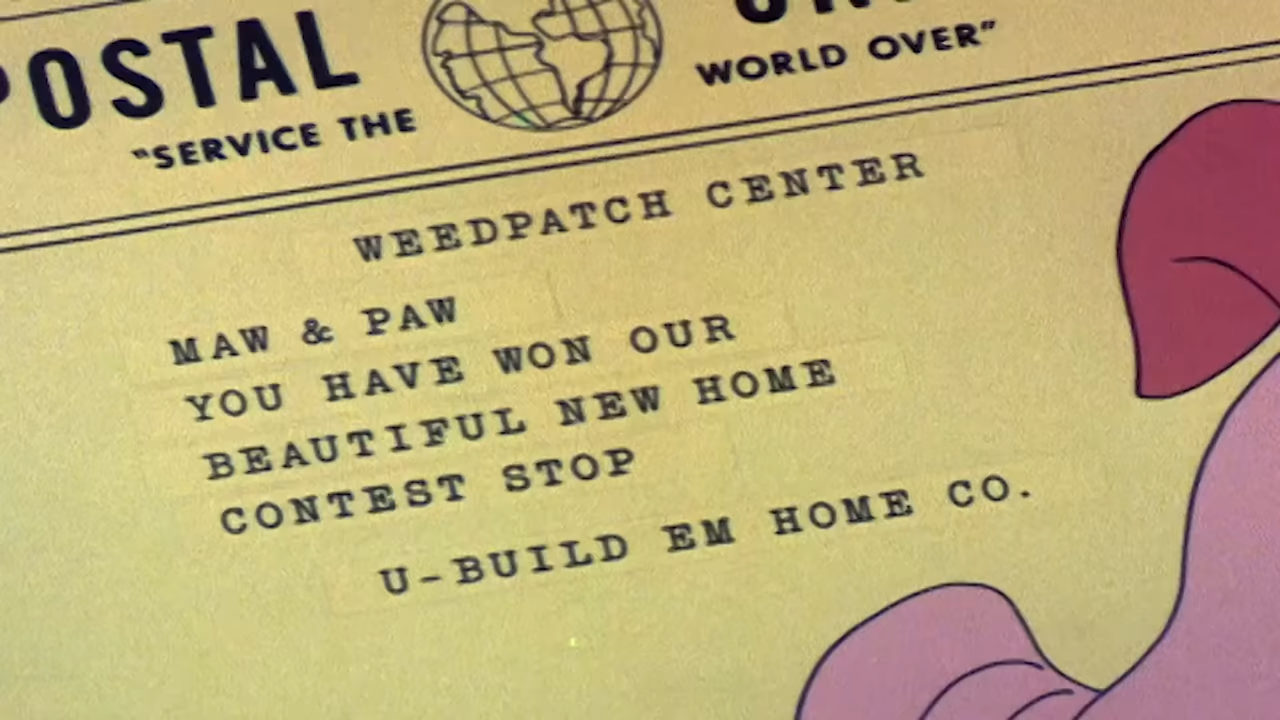 POSTAL
"SERVICE THE WORLD OVER"
WEEDPATCH CENTER
MAW & PAW
YOU HAVE WON OUR
BEAUTIFUL NEW HOME
CONTEST STOP
U-BUILD EM HOME CO.